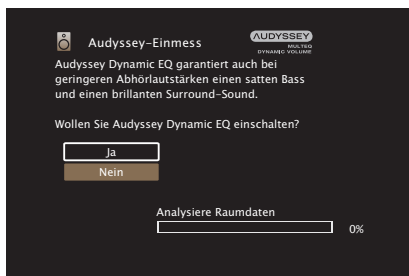 Audyssey-Einmess
AUDYSSEY
MULTEQ
DYNAMIC VOLUME
Audyssey Dynamic EQ garantiert auch bei
geringeren Abhörlautstärken einen satten Bass
und einen brillanten Surround-Sound.
Wollen Sie Audyssey Dynamic EQ einschalten?
Ja
Nein
Analysiere Raumdaten
0%